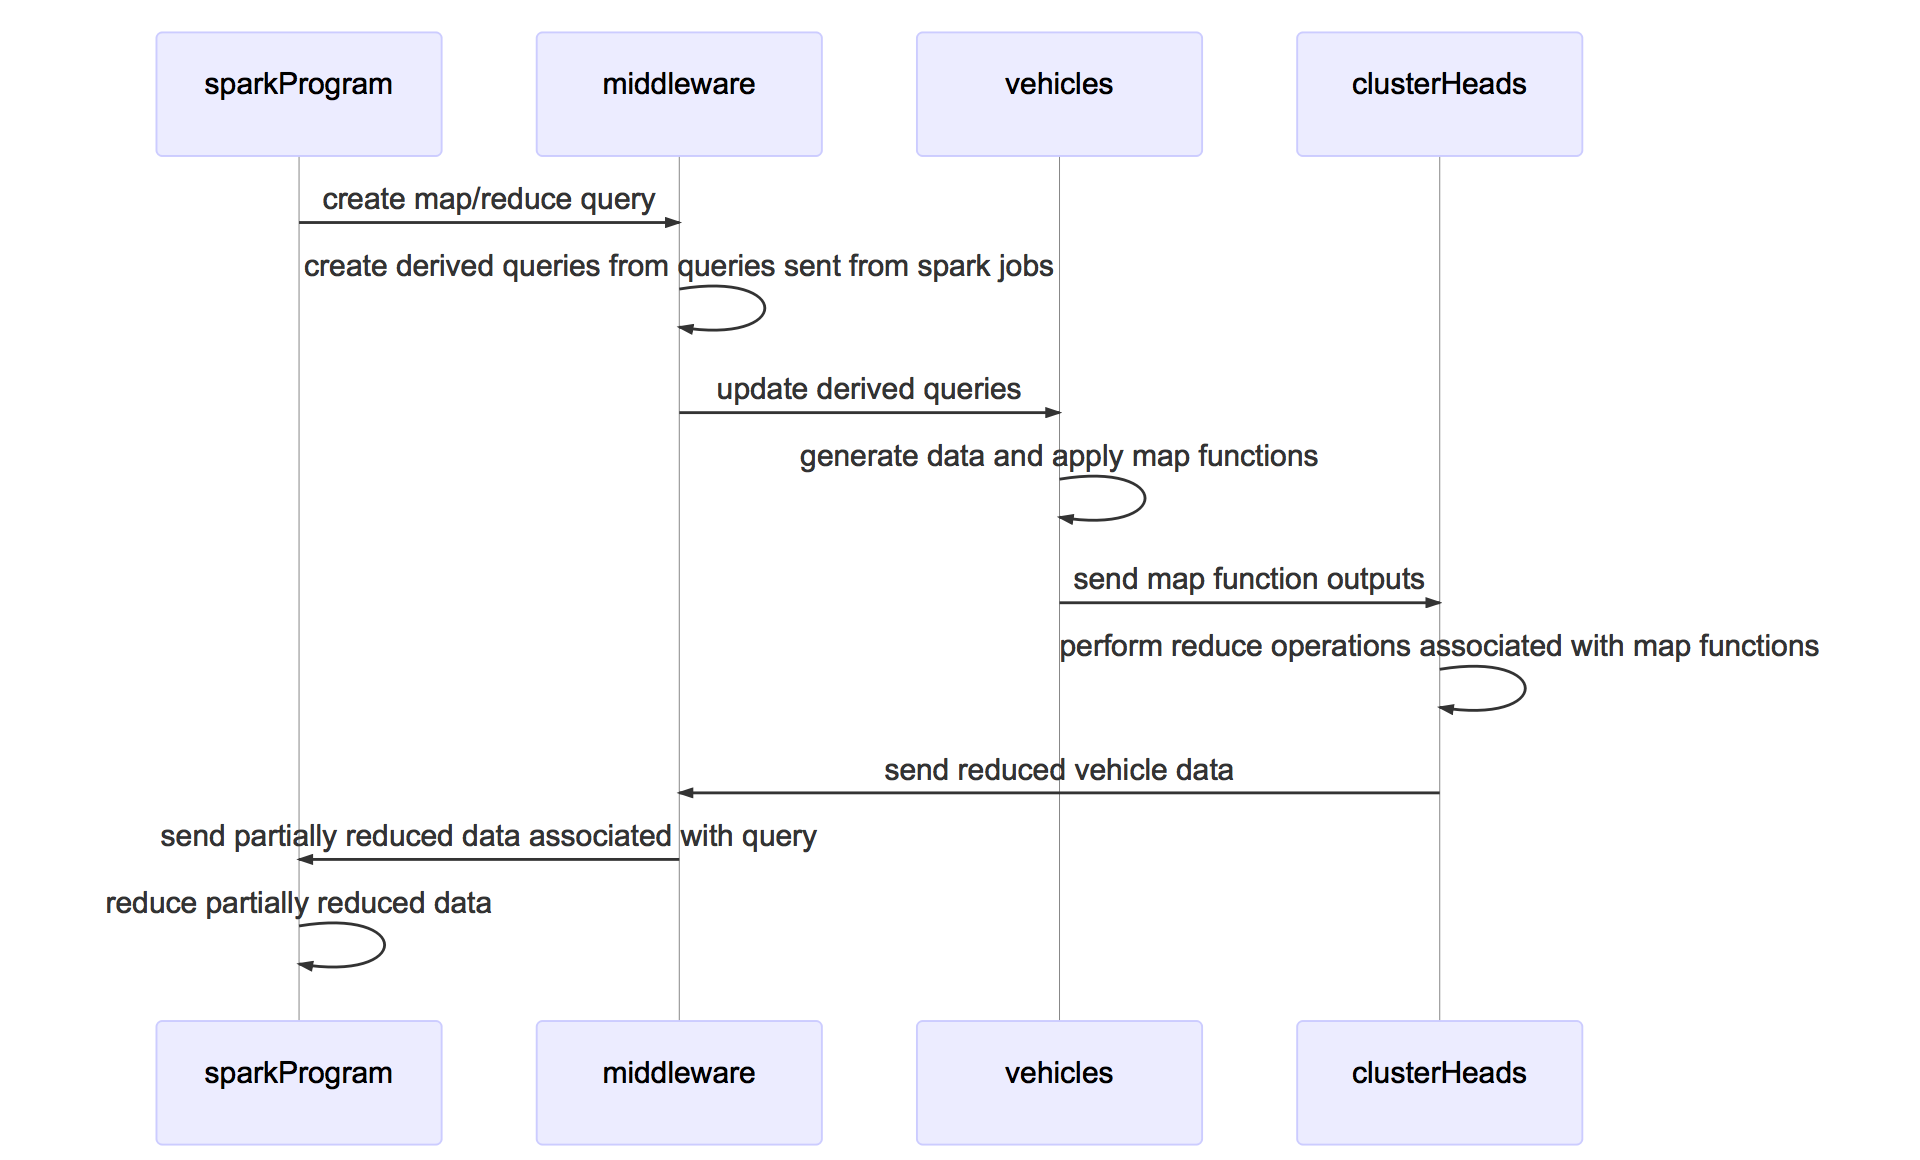 sparkProgram
middleware
vehicles
clusterHeads
create map/reduce query
create derived queries from queries sent from spark jobs
update derived queries
generate data and apply map functions
send map function outputs
perform reduce operations associated with map functions
send reduced vehicle data
send partially reduced data associated with query
reduce partially reduced data
sparkProgram
middleware
vehicles
clusterHeads